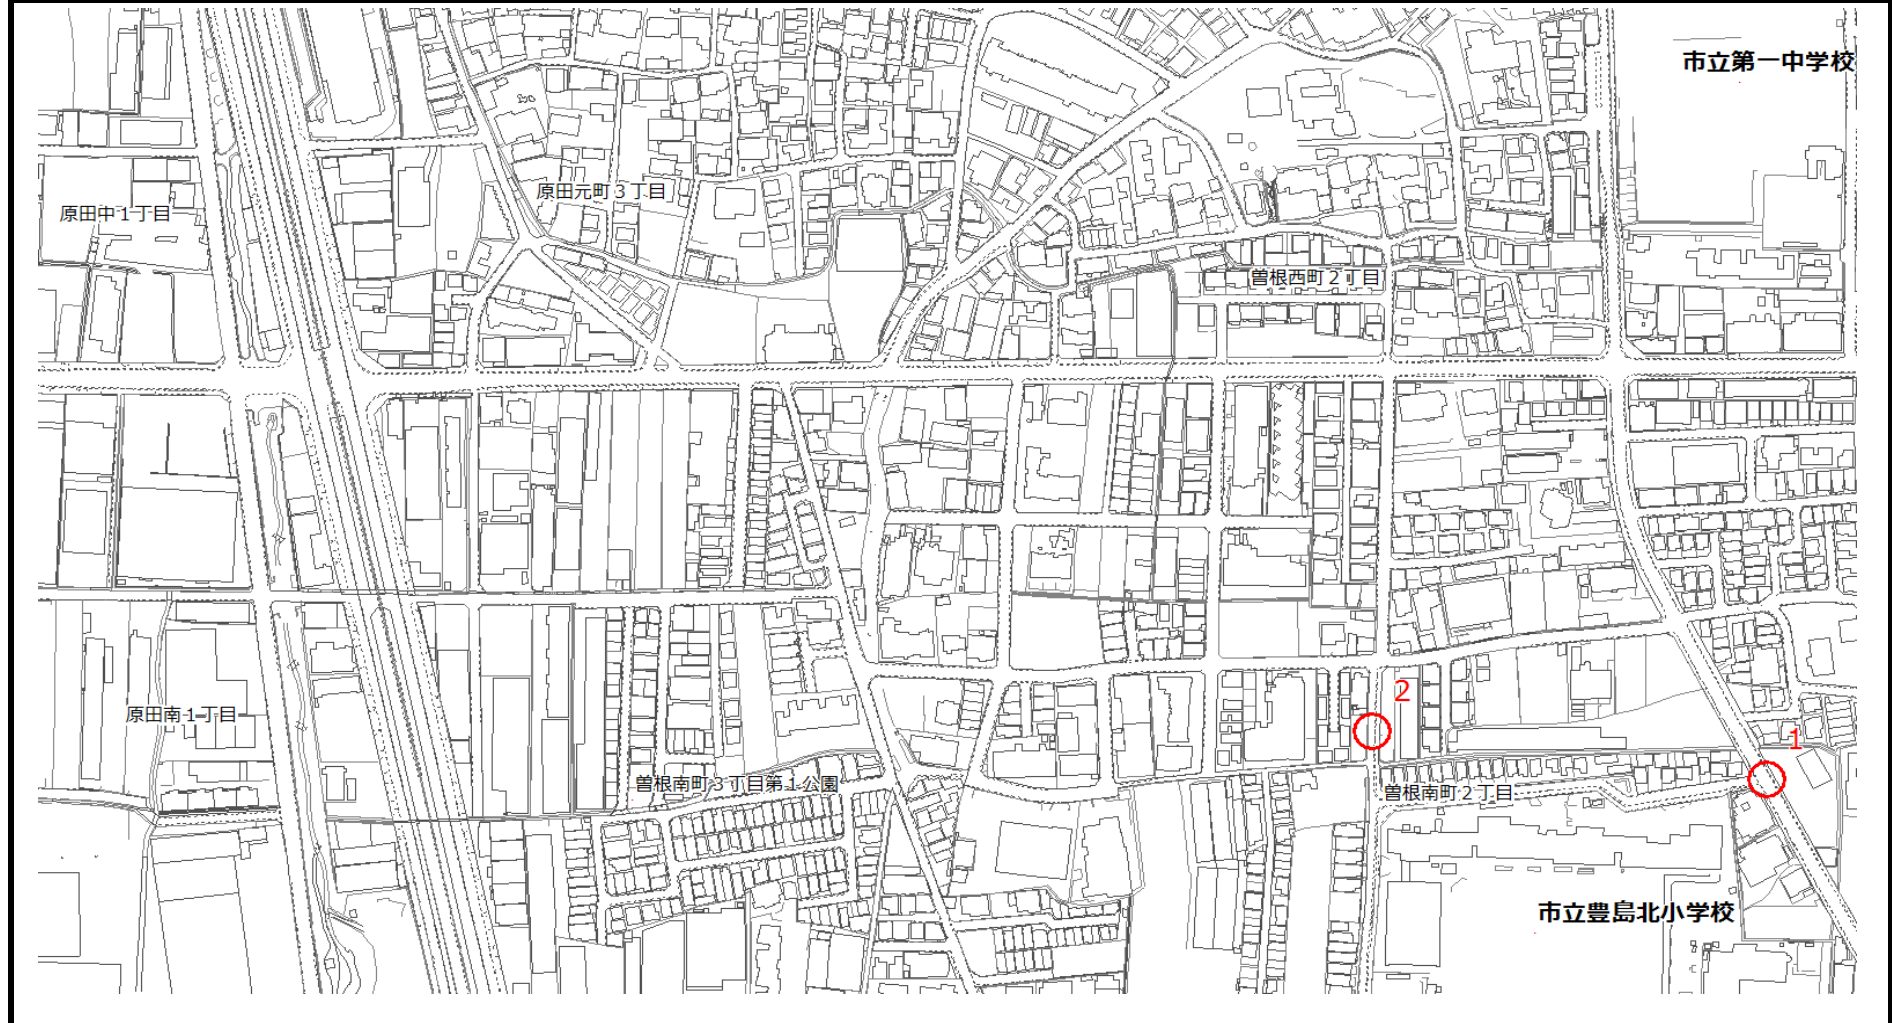 市立第一中学校
原田元町３丁目
原田中１丁目
曽根西町２丁目
2
原田南１丁目
1
曽根南町３丁目第１公園
曽根南町２丁目
市立豊島北小学校